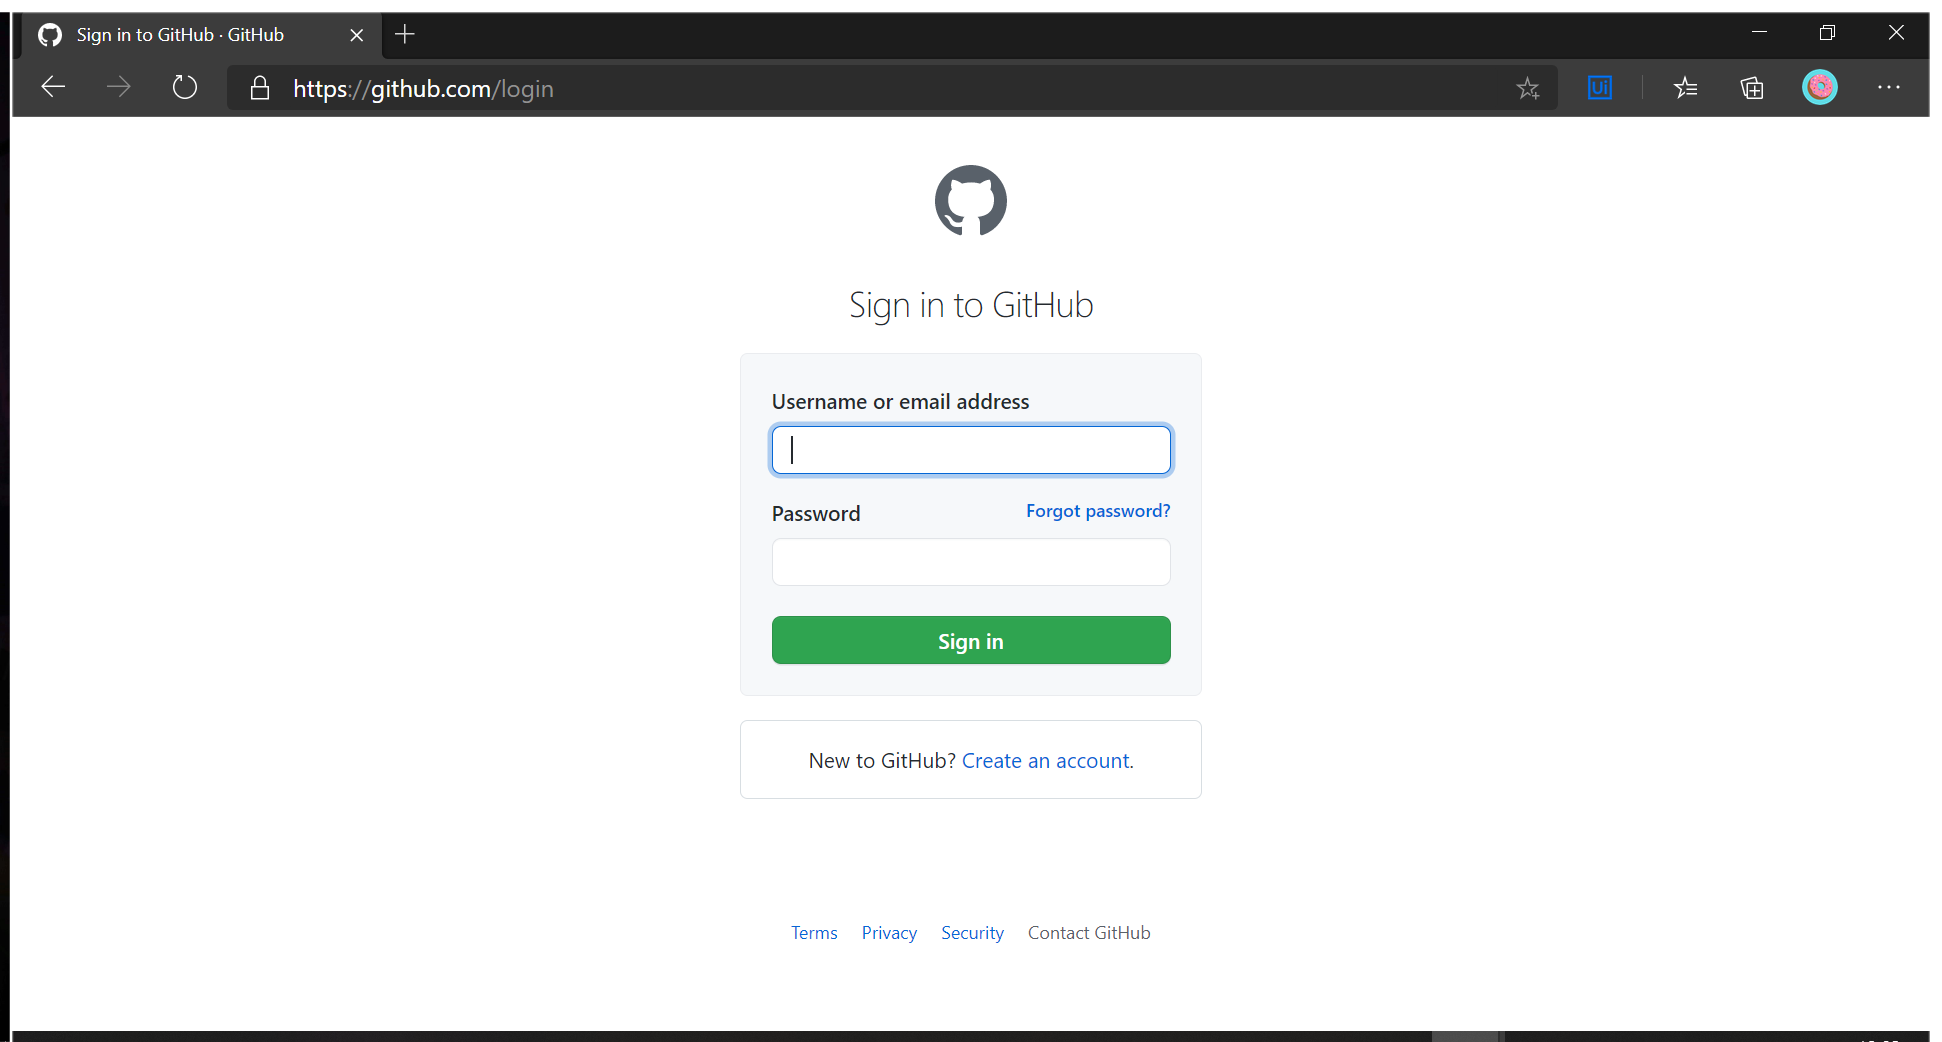 Sign in to GitHub · GitHub
https://github.com/login
Ui
Sign in to GitHub
Username or email address
Password
Forgot password?
Sign in
New to GitHub? Create an account.
Terms Privacy Security Contact GitHub